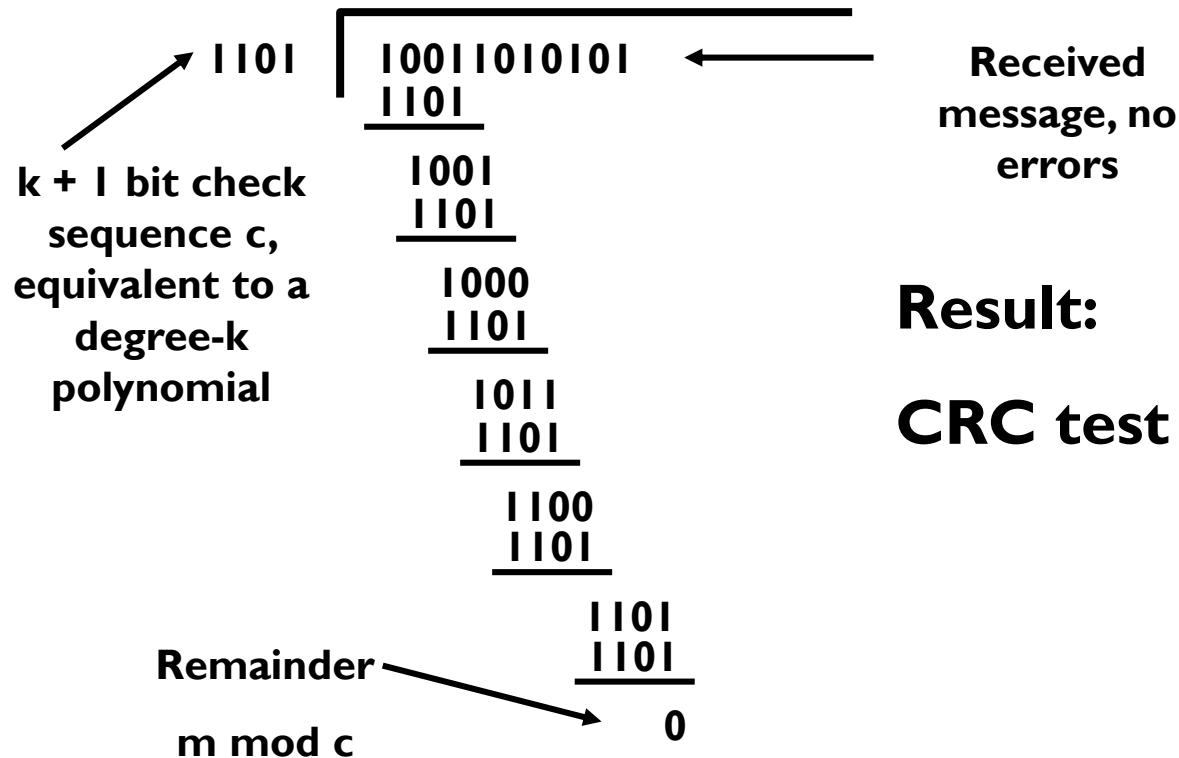 1101
10011010101
1101
1001
1101
1000
1101
1011
1101
1100
1101
1101
1101
0
Received
message, no
errors
k + 1 bit check
sequence c,
equivalent to a
degree-k
polynomial
Result:
CRC test
Remainder
m mod c